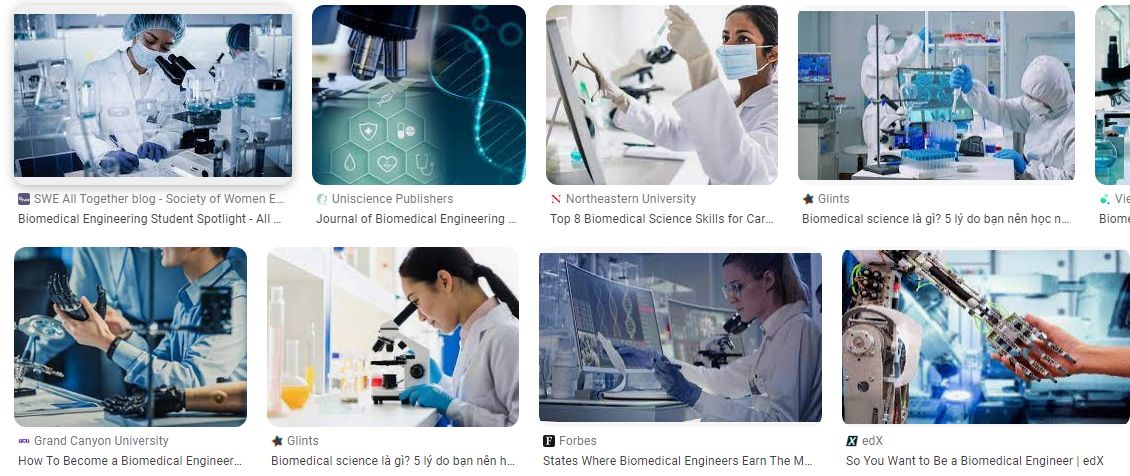 SWE All Together blog - Society of Women E...
Biomedical Engineering Student Spotlight - All ...
Uniscience Publishers
Journal of Biomedical Engineering ...
Northeastern University
Top 8 Biomedical Science Skills for Car...
Glints
Biomedical science là gì? 5 lý do bạn nên học n...
Vie
Biome
Grand Canyon University
How To Become a Biomedical Engineer...
Glints
Biomedical science là gì? 5 lý do bạn nên h...
Forbes
States Where Biomedical Engineers Earn The M...
edX
So You Want to Be a Biomedical Engineer | edX